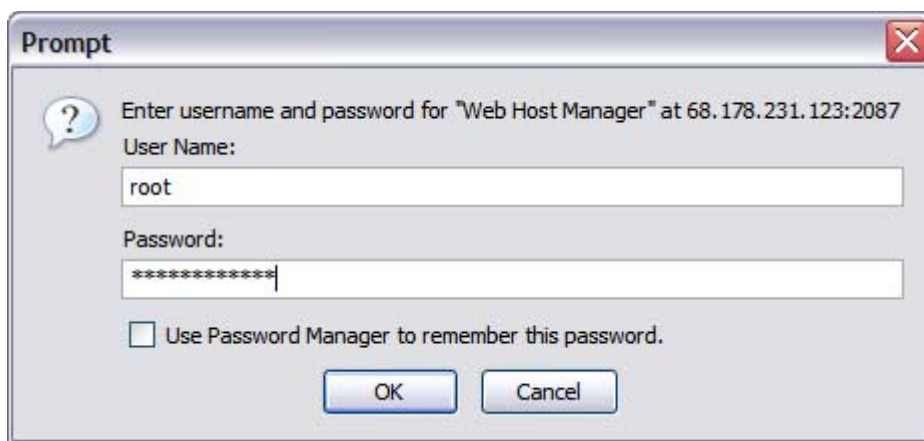 Prompt
Enter username and password for "Web Host Manager" at 68.178.231.123:2087
User Name:
root
Password:
*************
Use Password Manager to remember this password.
OK
Cancel